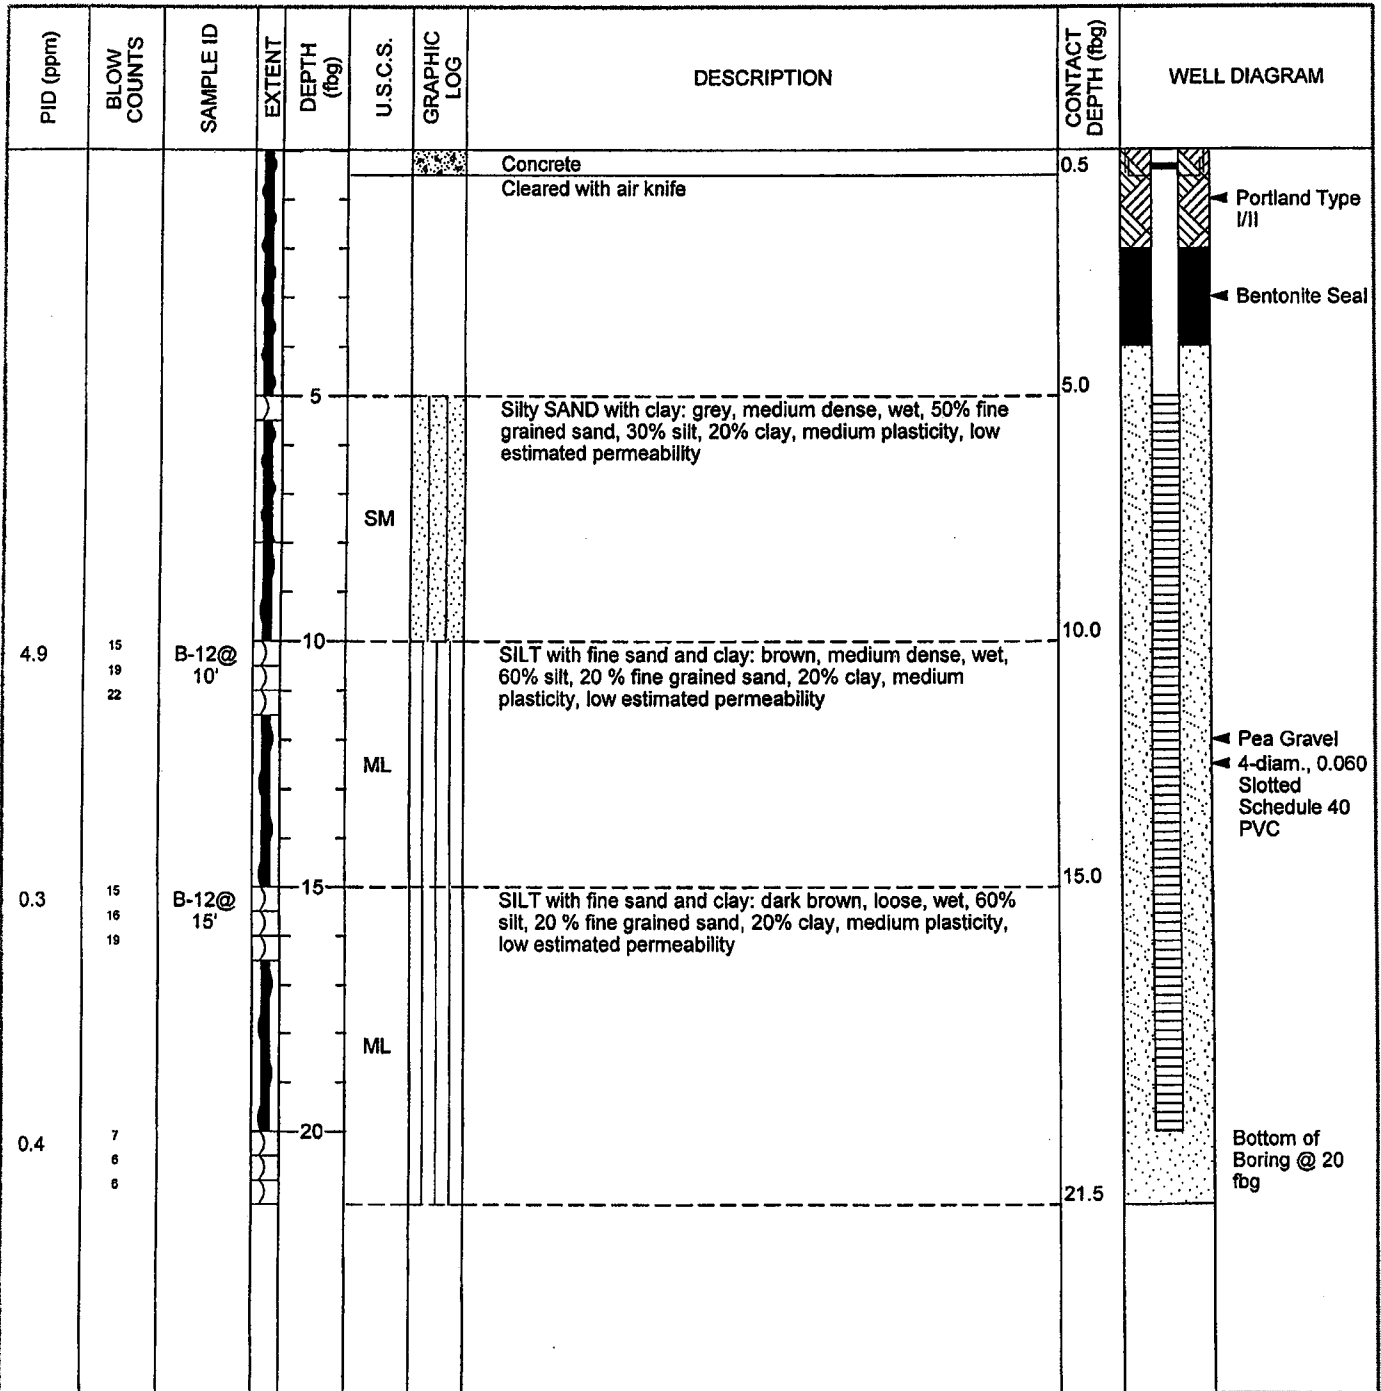 PID (ppm)
BLOW
COUNTS
SAMPLE ID
EXTENT
DEPTH
(fbg)
U.S.C.S.
GRAPHIC
LOG
DESCRIPTION
CONTACT
DEPTH (fbg)
WELL DIAGRAM
Concrete
0.5
Cleared with air knife
Portland Type
I/II
Bentonite Seal
5
5.0
Silty SAND with clay: grey, medium dense, wet, 50% fine
grained sand, 30% silt, 20% clay, medium plasticity, low
estimated permeability
SM
10
10.0
4.9
15
19
22
B-12@
10'
SILT with fine sand and clay: brown, medium dense, wet,
60% silt, 20 % fine grained sand, 20% clay, medium
plasticity, low estimated permeability
ML
Pea Gravel
4-diam., 0.060
Slotted
Schedule 40
PVC
15
15.0
0.3
15
16
19
B-12@
15'
SILT with fine sand and clay: dark brown, loose, wet, 60%
silt, 20 % fine grained sand, 20% clay, medium plasticity,
low estimated permeability
ML
20
0.4
7
6
6
21.5
Bottom of
Boring @ 20
fbg